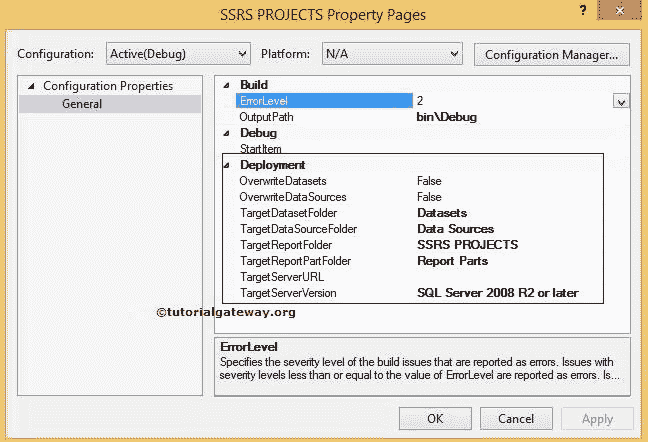 SSRS PROJECTS Property Pages
?
Configuration: Active(Debug) Platform: N/A Configuration Manager...
Configuration Properties
General
Build
ErrorLevel 2
OutputPath bin\Debug
Debug
StartItem
Deployment
OverwriteDatasets False
OverwriteDataSources False
TargetDatasetFolder Datasets
TargetDataSourceFolder Data Sources
TargetReportFolder SSRS PROJECTS
TargetReportPartFolder Report Parts
TargetServerURL
TargetServerVersion SQL Server 2008 R2 or later
©tutorialgateway.org
ErrorLevel
Specifies the severity level of the build issues that are reported as errors. Issues with
severity levels less than or equal to the value of ErrorLevel are reported as errors. Is...
OK Cancel Apply